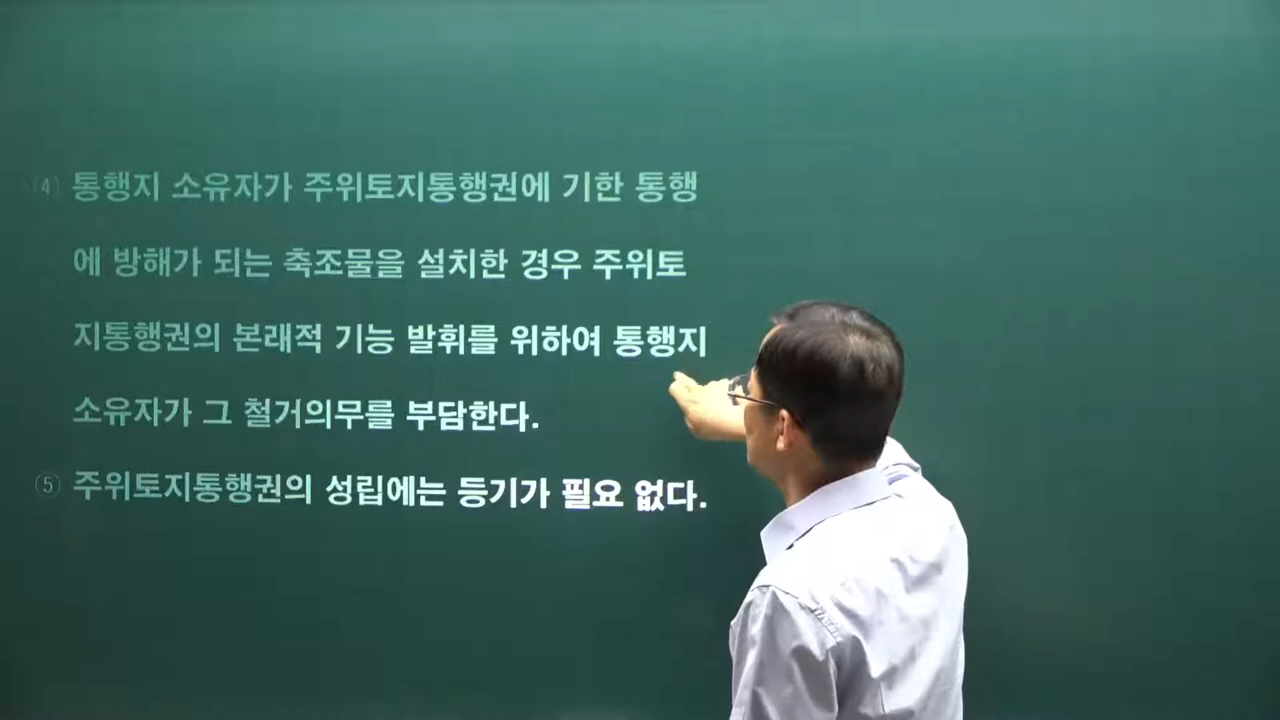 ④ 통행지 소유자가 주위토지통행권에 기한 통행
에 방해가 되는 축조물을 설치한 경우 주위토
지통행권의 본래적 기능 발휘를 위하여 통행지
소유자가 그 철거의무를 부담한다.
⑤ 주위토지통행권의 성립에는 등기가 필요 없다.